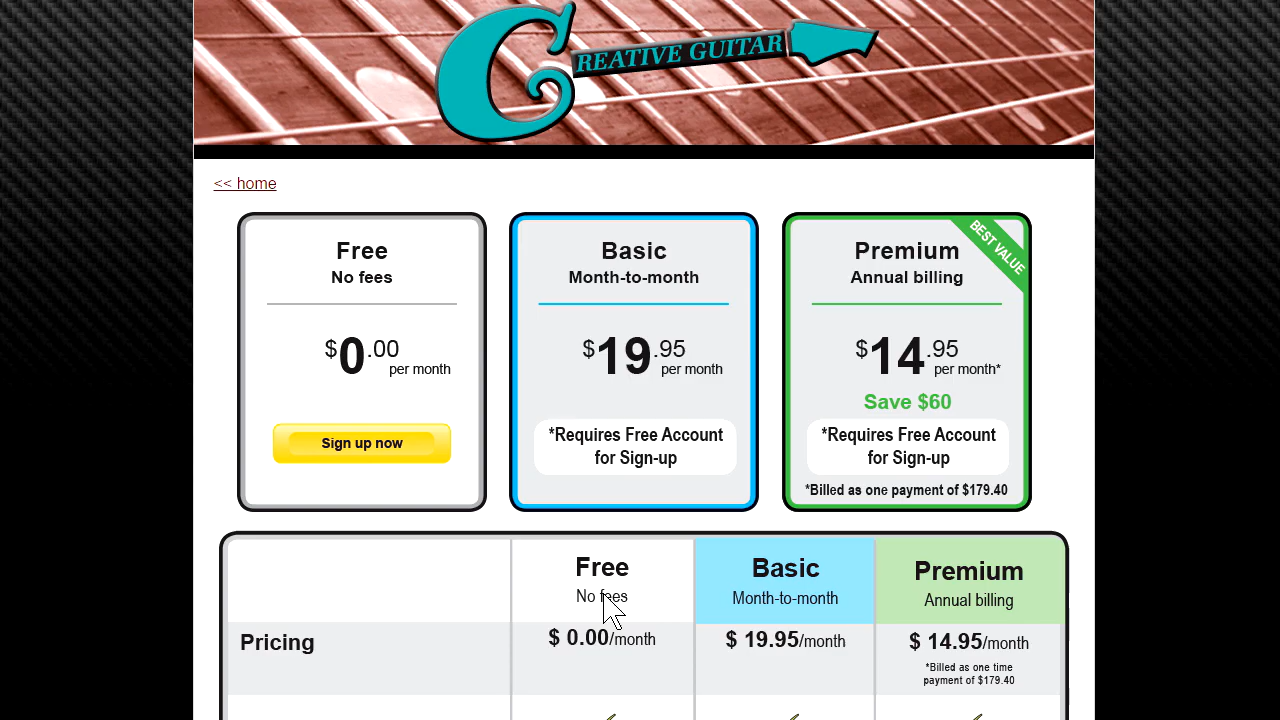 CREATIVE GUITAR
<< home
Free
No fees
$0.00
per month
Sign up now
Basic
Month-to-month
$19.95
per month
*Requires Free Account
for Sign-up
Premium
Annual billing
BEST VALUE
$14.95
per month*
Save $60
*Requires Free Account
for Sign-up
*Billed as one payment of $179.40
Free
No fees
Basic
Month-to-month
Premium
Annual billing
Pricing
$ 0.00/month
$ 19.95/month
$ 14.95/month
*Billed as one time
payment of $179.40